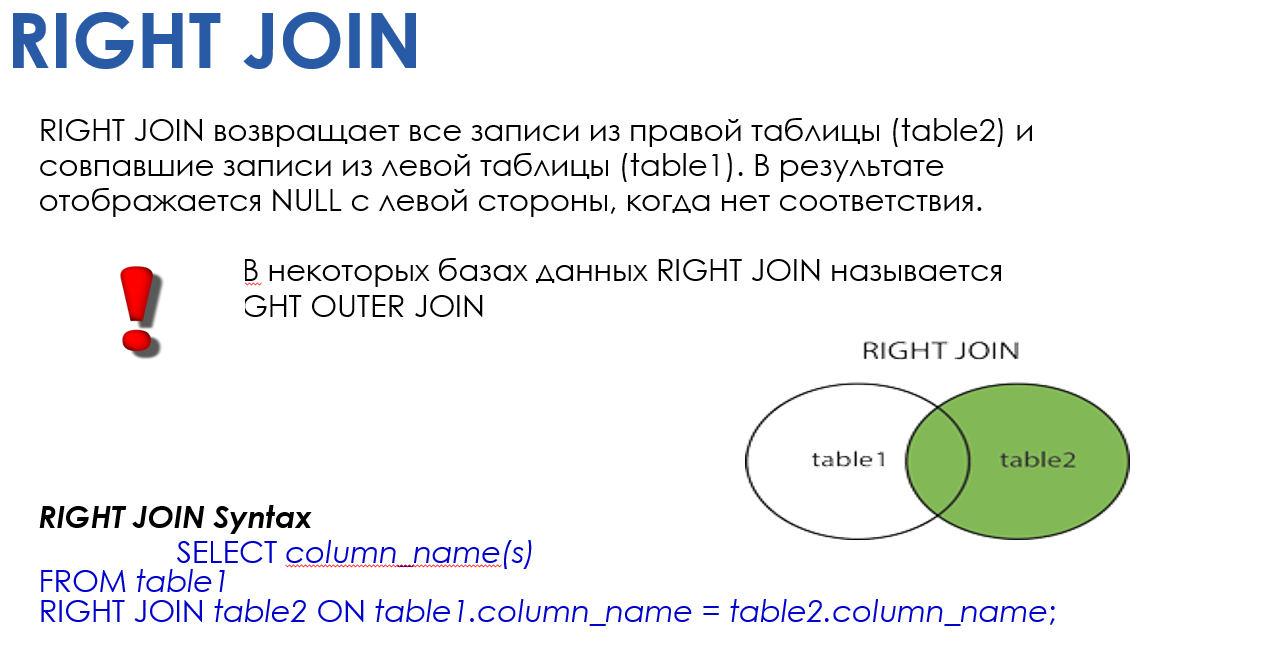 RIGHT JOIN
RIGHT JOIN возвращает все записи из правой таблицы (table2) и
совпавшие записи из левой таблицы (table1). В результате
отображается NULL с левой стороны, когда нет соответствия.
В некоторых базах данных RIGHT JOIN называется
GHT OUTER JOIN
RIGHT JOIN
table1
table2
RIGHT JOIN Syntax
SELECT column_name(s)
FROM table1
RIGHT JOIN table2 ON table1.column_name = table2.column_name;